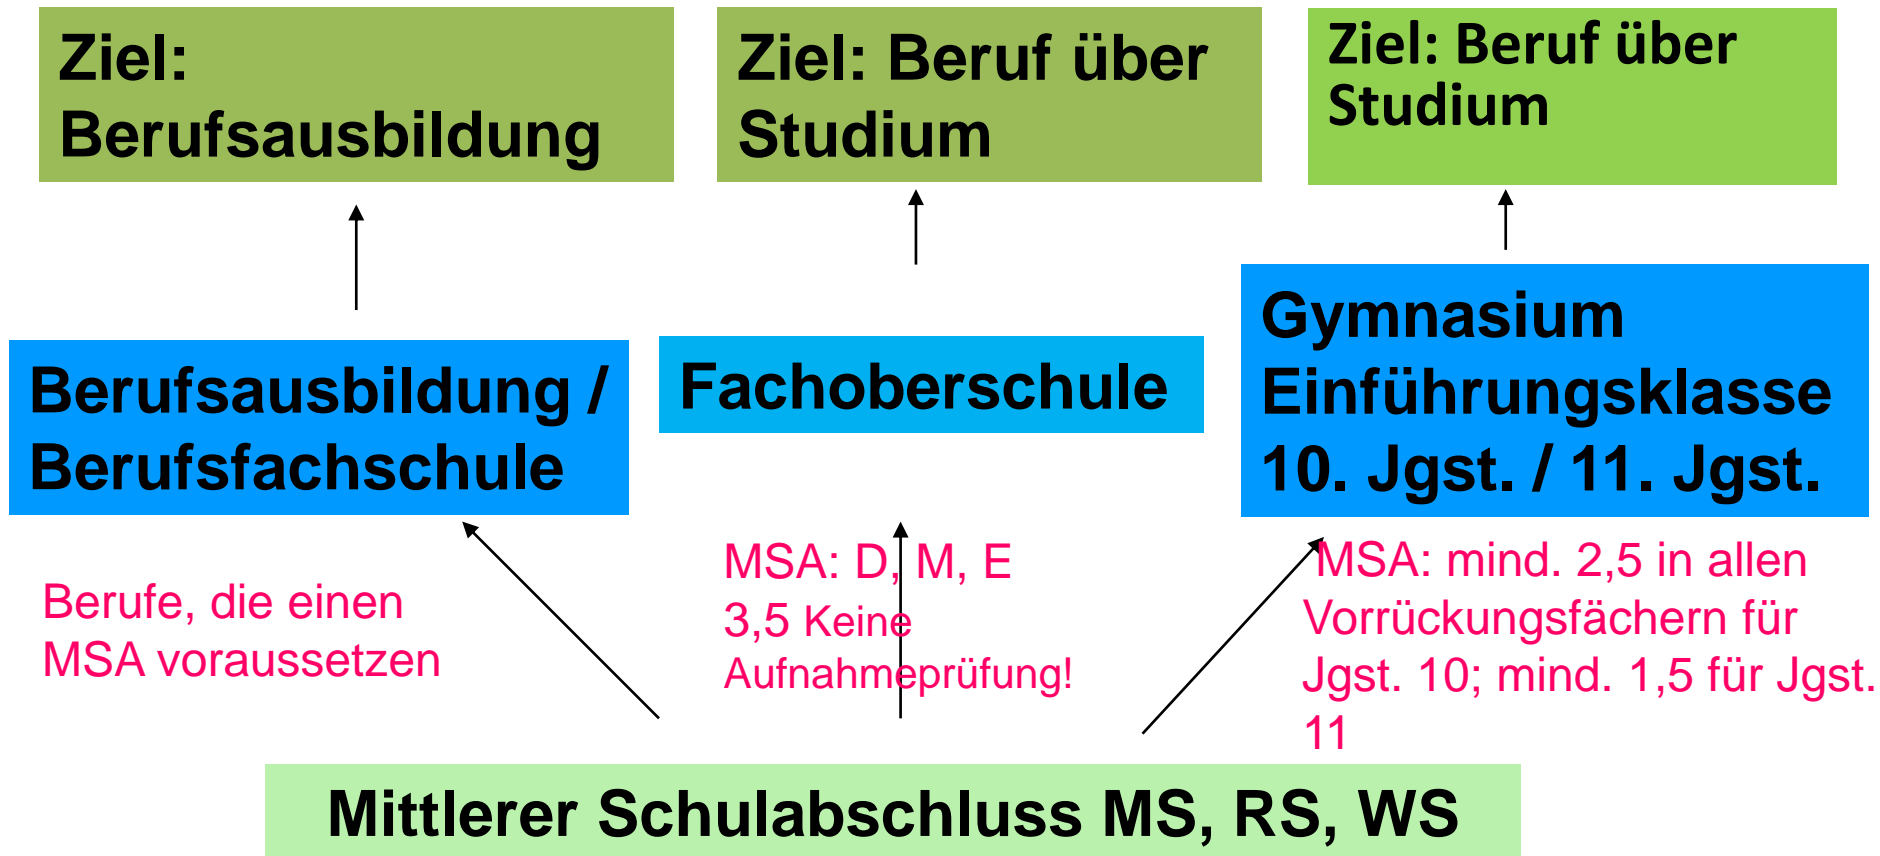 Ziel:
Berufsausbildung
Ziel: Beruf über
Studium
Ziel: Beruf über
Studium
Berufsausbildung /
Berufsfachschule
Fachoberschule
Gymnasium
Einführungsklasse
10. Jgst. / 11. Jgst.
Berufe, die einen
MSA voraussetzen
MSA: D, M, E
3,5 Keine
Aufnahmeprüfung!
MSA: mind. 2,5 in allen
Vorrückungsfächern für
Jgst. 10; mind. 1,5 für Jgst.
11
Mittlerer Schulabschluss MS, RS, WS